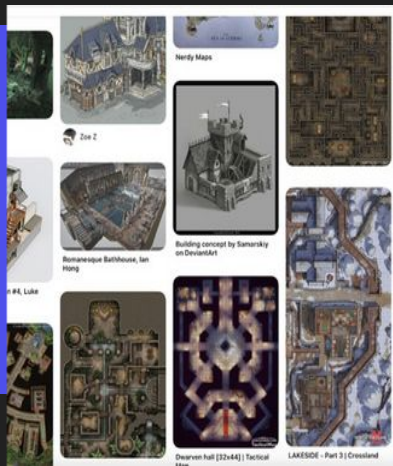 Nerdy Maps
Zoe Z
Romanesque Bathhouse, Ian
Hong
Building concept by Samarskiy
on DeviantArt
n #4, Luke
Dwarven hall [32x44] | Tactical
Map
LAKESIDE - Part 3 | Crossland